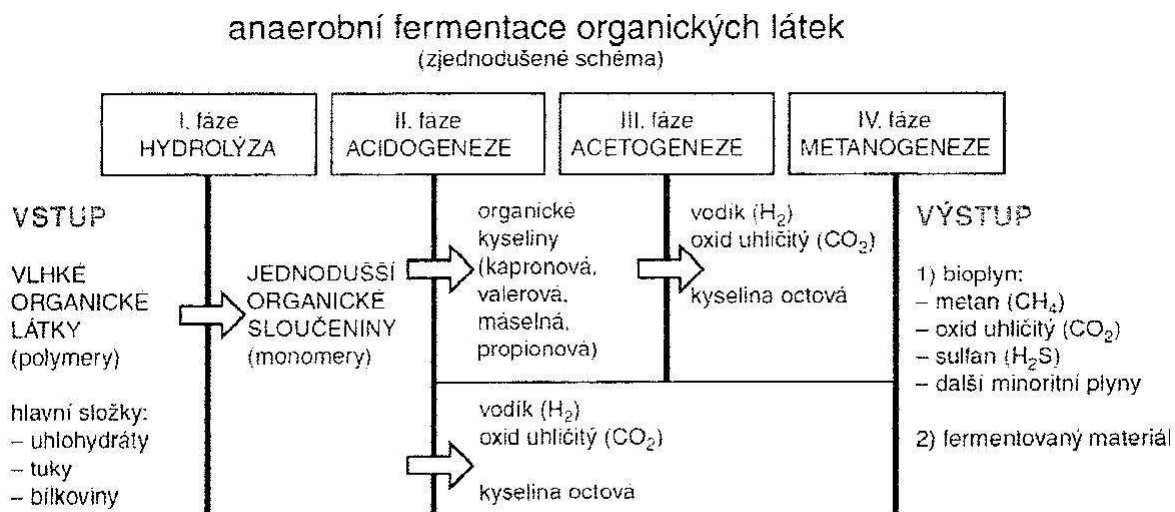 anaerobní fermentace organických látek
(zjednodušené schéma)
I. fáze
HYDROLÝZA
II. fáze
ACIDOGENEZE
III. fáze
ACETOGENEZE
IV. fáze
METANOGENEZE
VSTUP
VLHKÉ
ORGANICKÉ
LÁTKY
(polymery)
hlavní složky:
– uhlohydráty
– tuky
– bílkoviny
JEDNODUŠŠÍ
ORGANICKÉ
SLOUČENINY
(monomery)
organické
kyseliny
(kapronová,
valerová,
máselná,
propionová)
vodík (H₂)
oxid uhličitý (CO₂)
kyselina octová
vodík (H₂)
oxid uhličitý (CO₂)
kyselina octová
VÝSTUP
1) bioplyn:
– metan (CH₄)
– oxid uhličitý (CO₂)
– sulfan (H₂S)
– další minoritní plyny
2) fermentovaný materiál